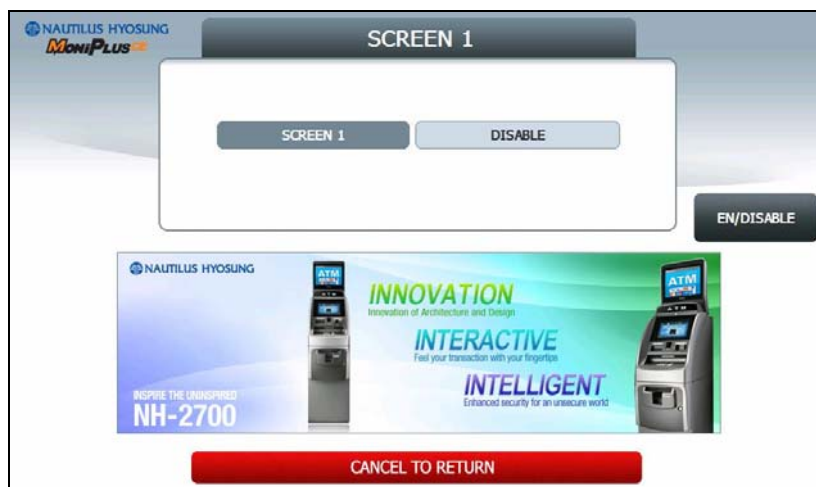 NAUTILUS HYOSUNG
MONIPLUS CE
SCREEN 1
SCREEN 1 DISABLE
EN/DISABLE
NAUTILUS HYOSUNG
ATM
INNOVATION
Innovation of Architecture and Design
INTERACTIVE
Feel your transaction with your fingertips
INTELLIGENT
Enhanced security for an unsecure world
ATM
INSPIRE THE UNINSPIRED
NH-2700
CANCEL TO RETURN